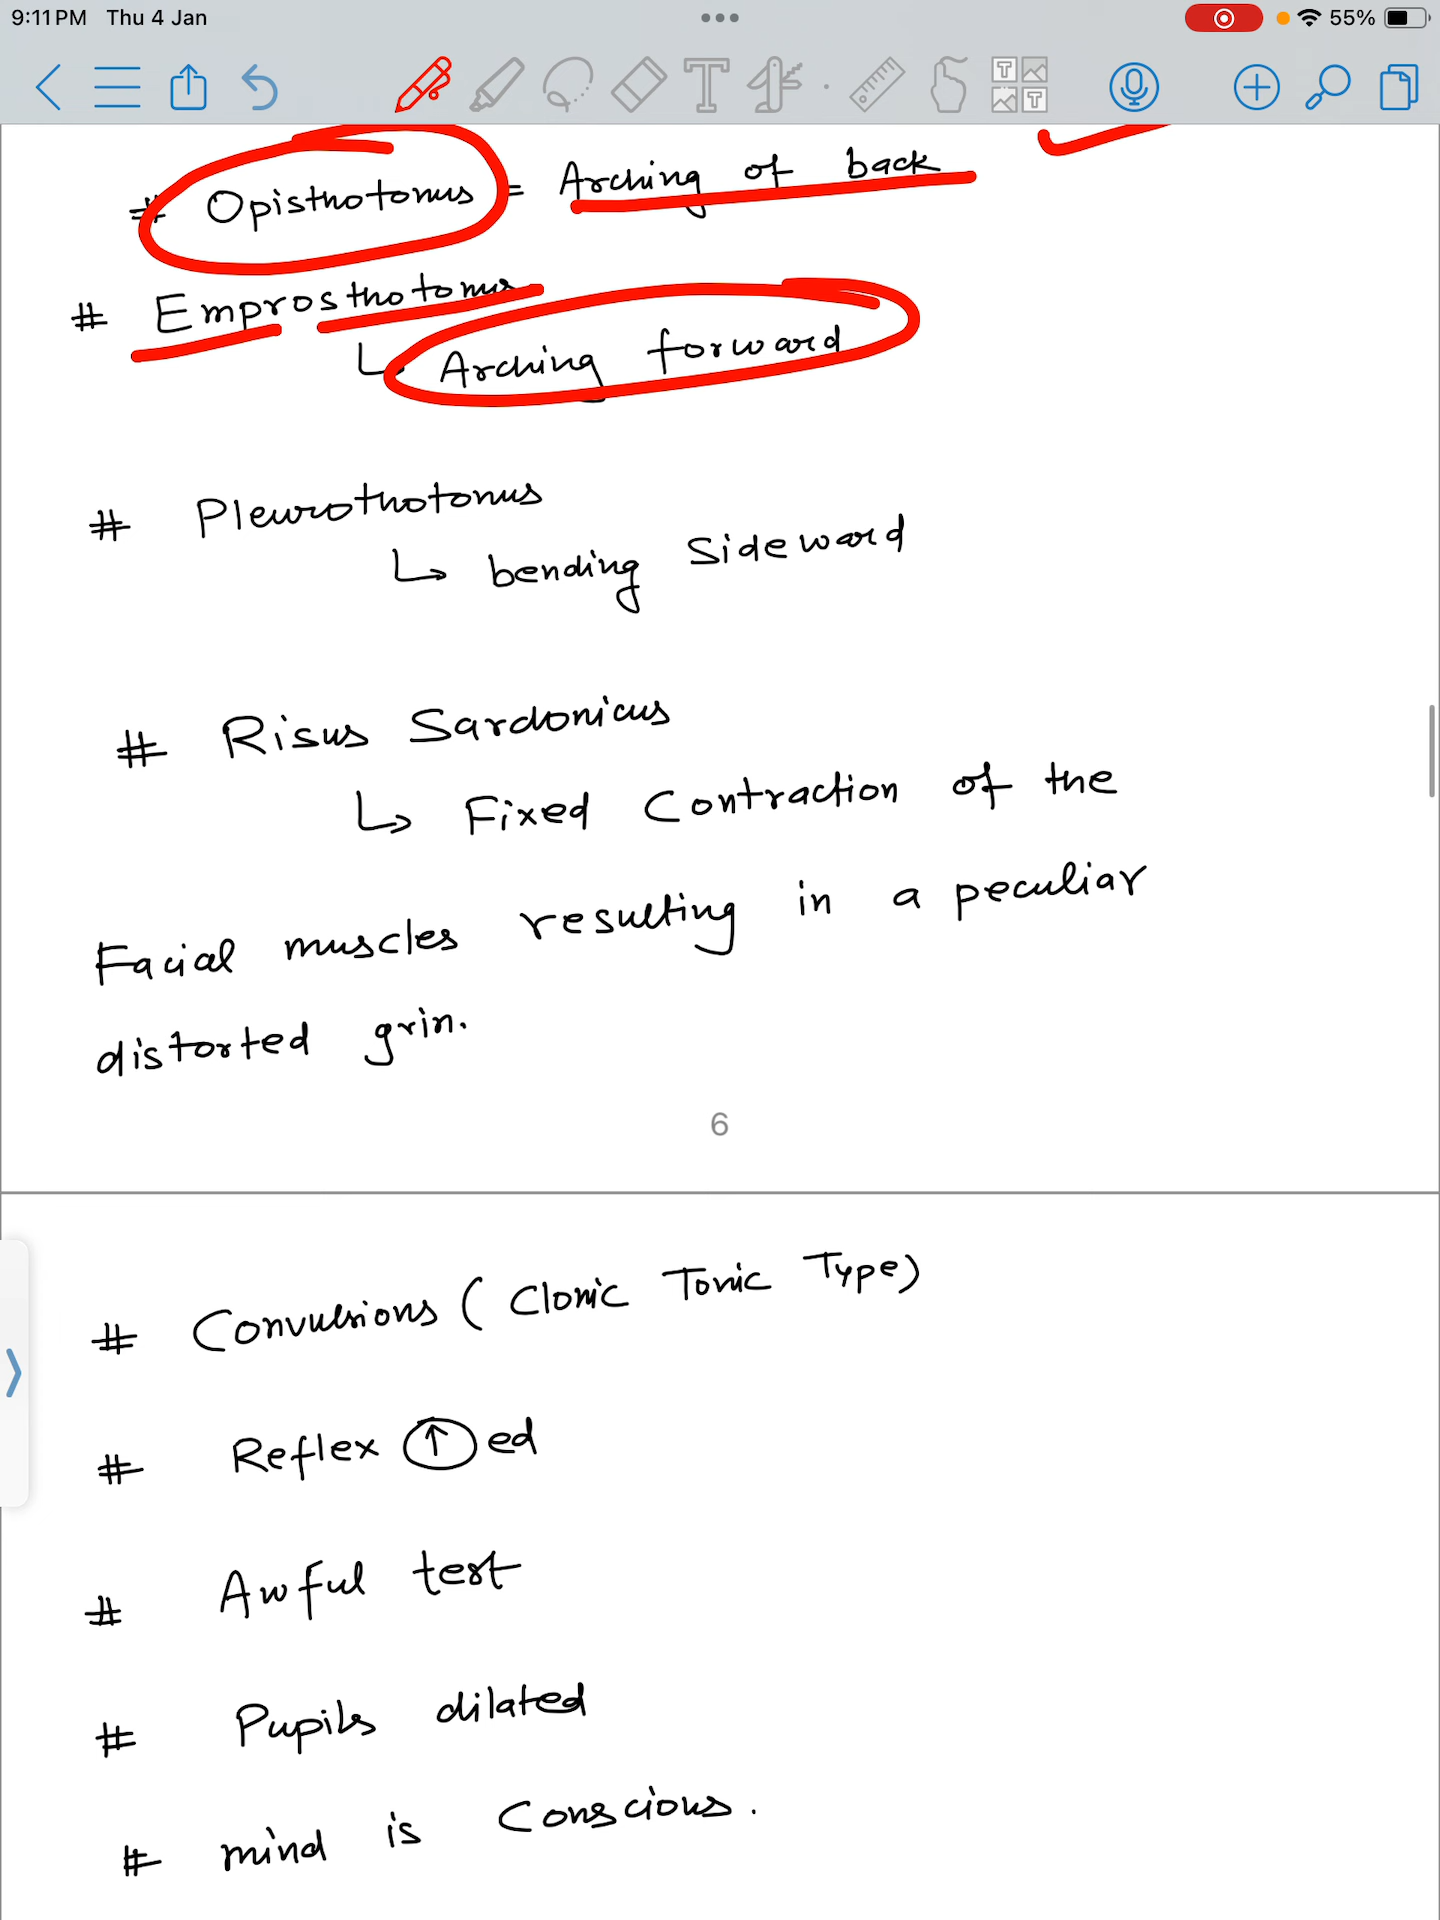 9:11 PM Thu 4 Jan
55%
# Opisthotonus = Arching of back
# Emprosthotonus
↳ Arching forward
# Pleurothotonus
↳ bending Sideward
# Risus Sardonicus
↳ Fixed Contraction of the
Facial muscles resulting in a peculiar
distorted grin.
6
# Convulsions ( Clonic Tonic Type)
# Reflex ↑ ed
# Awful test
# Pupils dilated
# mind is Conscious.